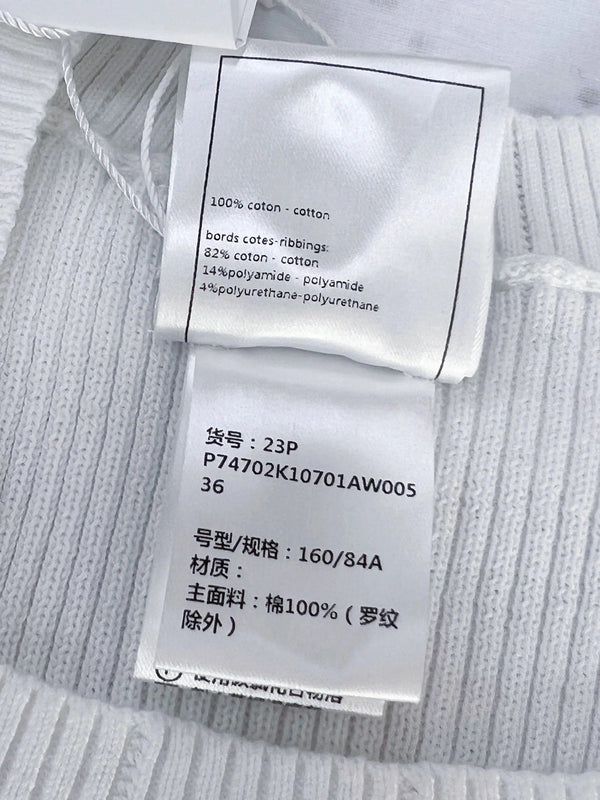 100% coton - cotton
bords cotes-ribbings:
82% coton - cotton
14%polyamide - polyamide
4%polyurethane-polyurethane
货号：23P
P74702K10701AW005
36
号型/规格：160/84A
材质：
主面料：棉100%（罗纹
除外）